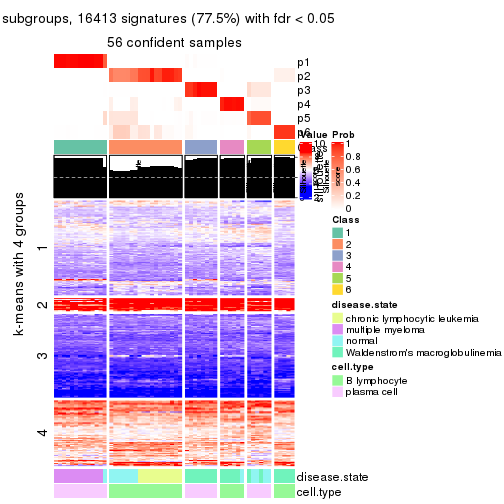 subgroups, 16413 signatures (77.5%) with fdr < 0.05
56 confident samples
p1
p2
p3
p4
p5
p6
Class
k-means with 4 groups
1
2
3
4
disease.state
cell.type
Value
Prob
1
0.8
0.6
0.4
0.2
0
Class
1
2
3
4
5
6
disease.state
chronic lymphocytic leukemia
multiple myeloma
normal
Waldenstrom's macroglobulinemia
cell.type
B lymphocyte
plasma cell